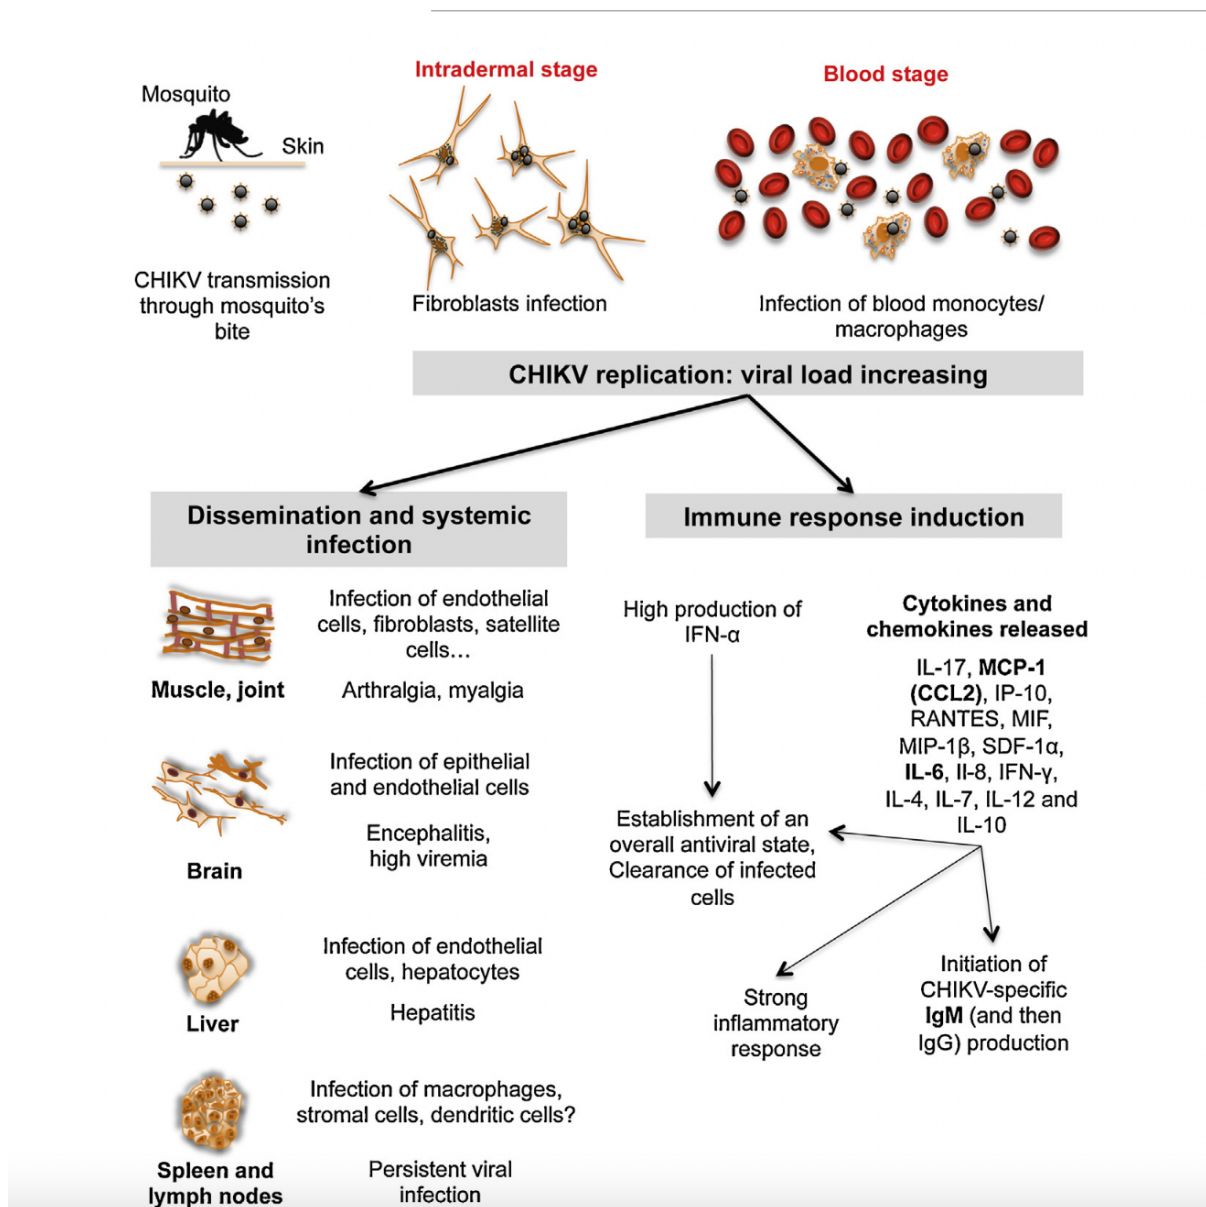 Mosquito
Skin
CHIKV transmission
through mosquito's
bite
Intradermal stage
Fibroblasts infection
Blood stage
Infection of blood monocytes/
macrophages
CHIKV replication: viral load increasing
Dissemination and systemic
infection
Muscle, joint
Infection of endothelial
cells, fibroblasts, satellite
cells…
Arthralgia, myalgia
Brain
Infection of epithelial
and endothelial cells
Encephalitis,
high viremia
Liver
Infection of endothelial
cells, hepatocytes
Hepatitis
Spleen and
lymph nodes
Infection of macrophages,
stromal cells, dendritic cells?
Persistent viral
infection
Immune response induction
High production of
IFN-α
Establishment of an
overall antiviral state,
Clearance of infected
cells
Cytokines and
chemokines released
IL-17, MCP-1
(CCL2), IP-10,
RANTES, MIF,
MIP-1β, SDF-1α,
IL-6, Il-8, IFN-γ,
IL-4, IL-7, IL-12 and
IL-10
Strong
inflammatory
response
Initiation of
CHIKV-specific
IgM (and then
IgG) production